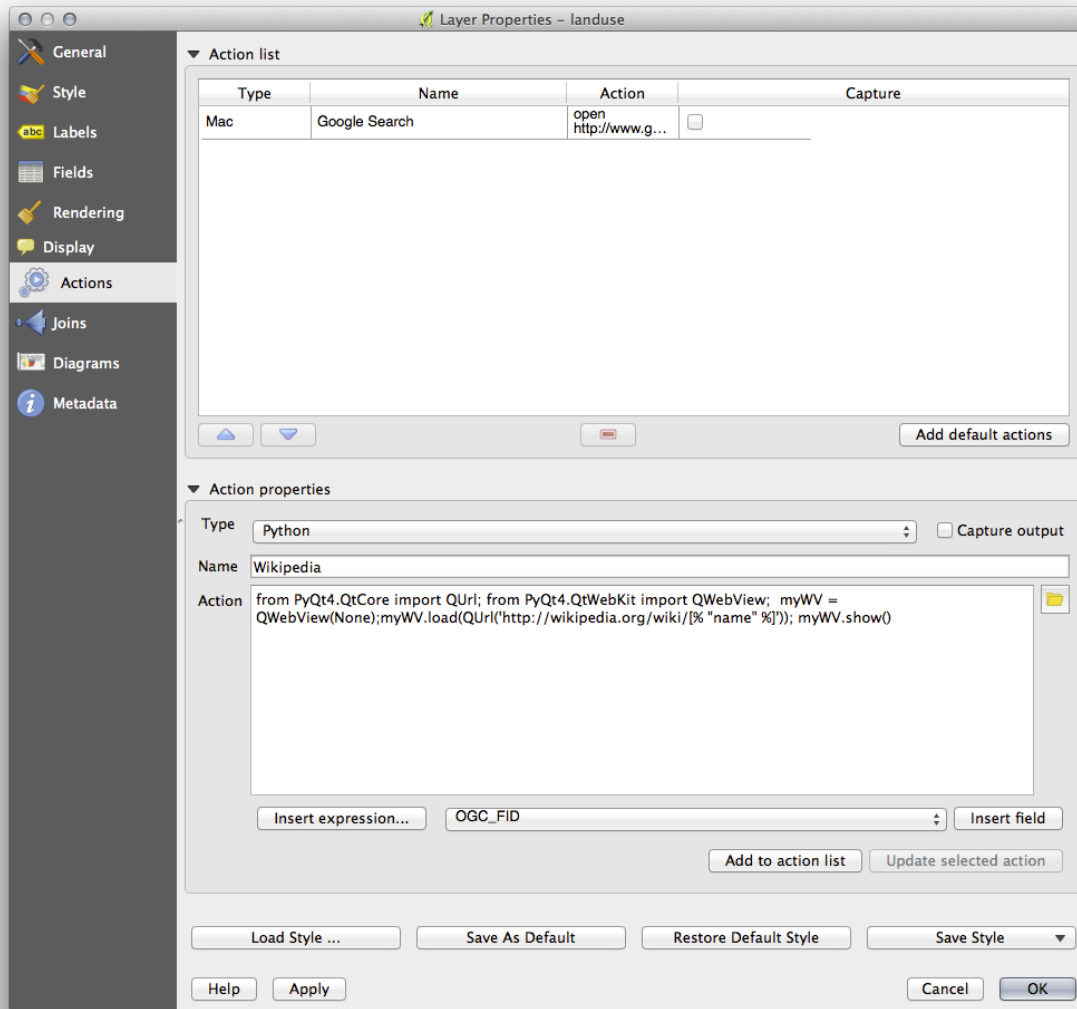 Layer Properties – landuse
General
Style
abc Labels
Fields
Rendering
Display
Actions
Joins
Diagrams
i Metadata
Action list
Type Name Action Capture
Mac Google Search open
http://www.g...
Add default actions
Action properties
Type Python Capture output
Name Wikipedia
Action from PyQt4.QtCore import QUrl; from PyQt4.QtWebKit import QWebView;  myWV =
QWebView(None);myWV.load(QUrl('http://wikipedia.org/wiki/[% "name" %]')); myWV.show()
Insert expression... OGC_FID Insert field
Add to action list Update selected action
Load Style ... Save As Default Restore Default Style Save Style
Help Apply Cancel OK